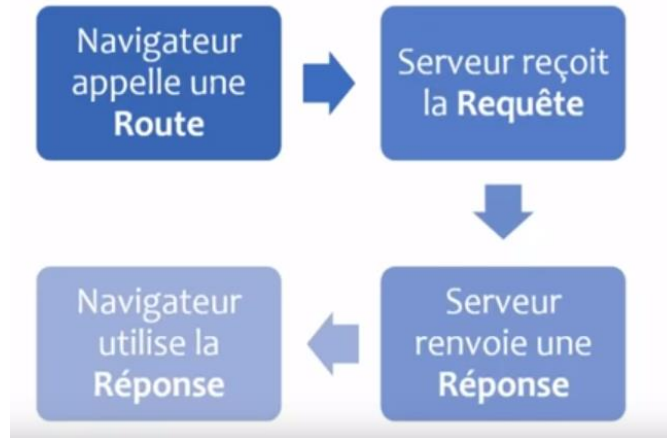 Navigateur
appelle une
Route
Serveur reçoit
la Requête
Serveur
renvoie une
Réponse
Navigateur
utilise la
Réponse